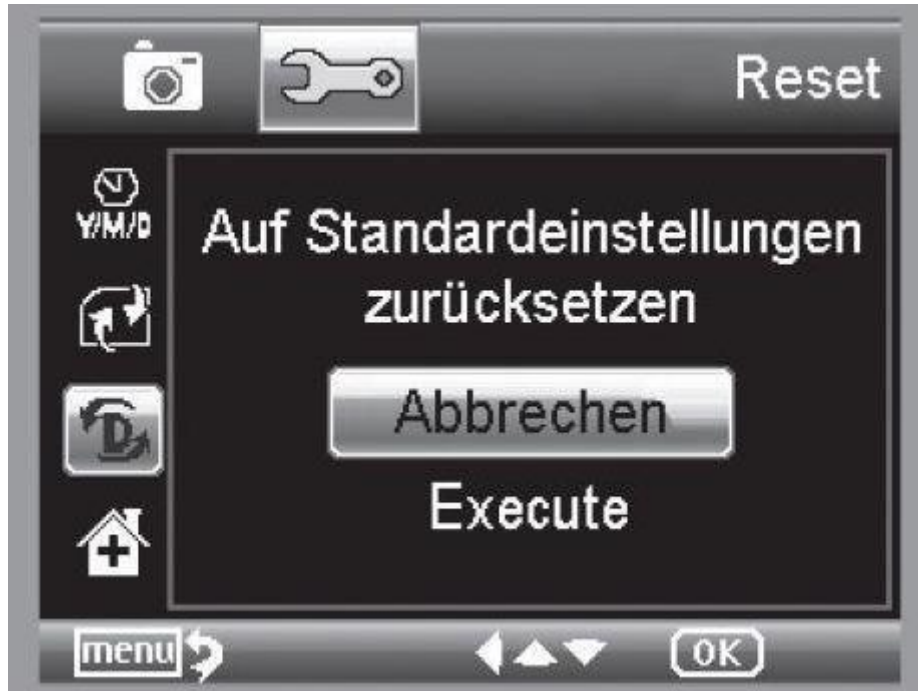 Reset
Y/M/D
Auf Standardeinstellungen
zurücksetzen
Abbrechen
D
Execute
menu
OK